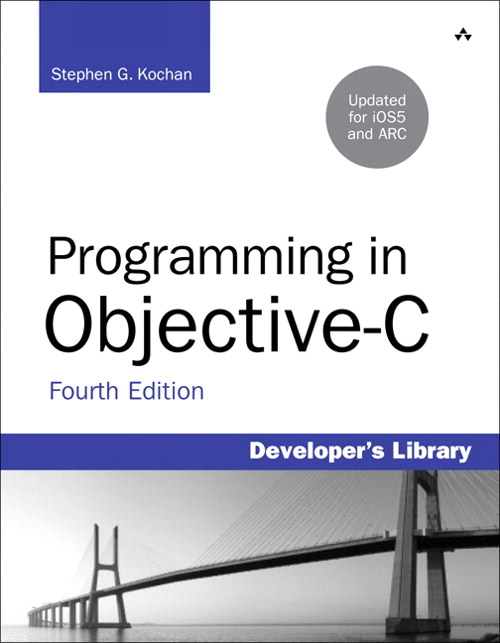 Stephen G. Kochan
Updated
for iOS5
and ARC
Programming in
Objective-C
Fourth Edition
Developer's Library